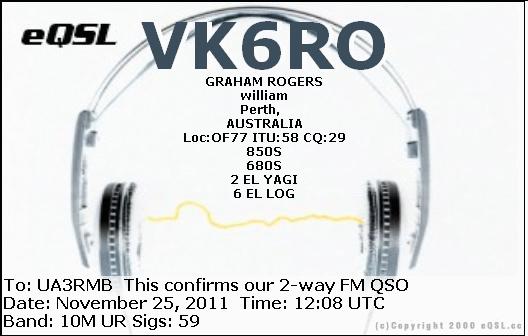 eQSL
VK6RO
GRAHAM ROGERS
william
Perth,
AUSTRALIA
Loc:OF77 ITU:58 CQ:29
850S
680S
2 EL YAGI
6 EL LOG
To: UA3RMB This confirms our 2-way FM QSO
Date: November 25, 2011 Time: 12:08 UTC
Band: 10M UR Sigs: 59
(c)Copyright 2000 eQSL.cc